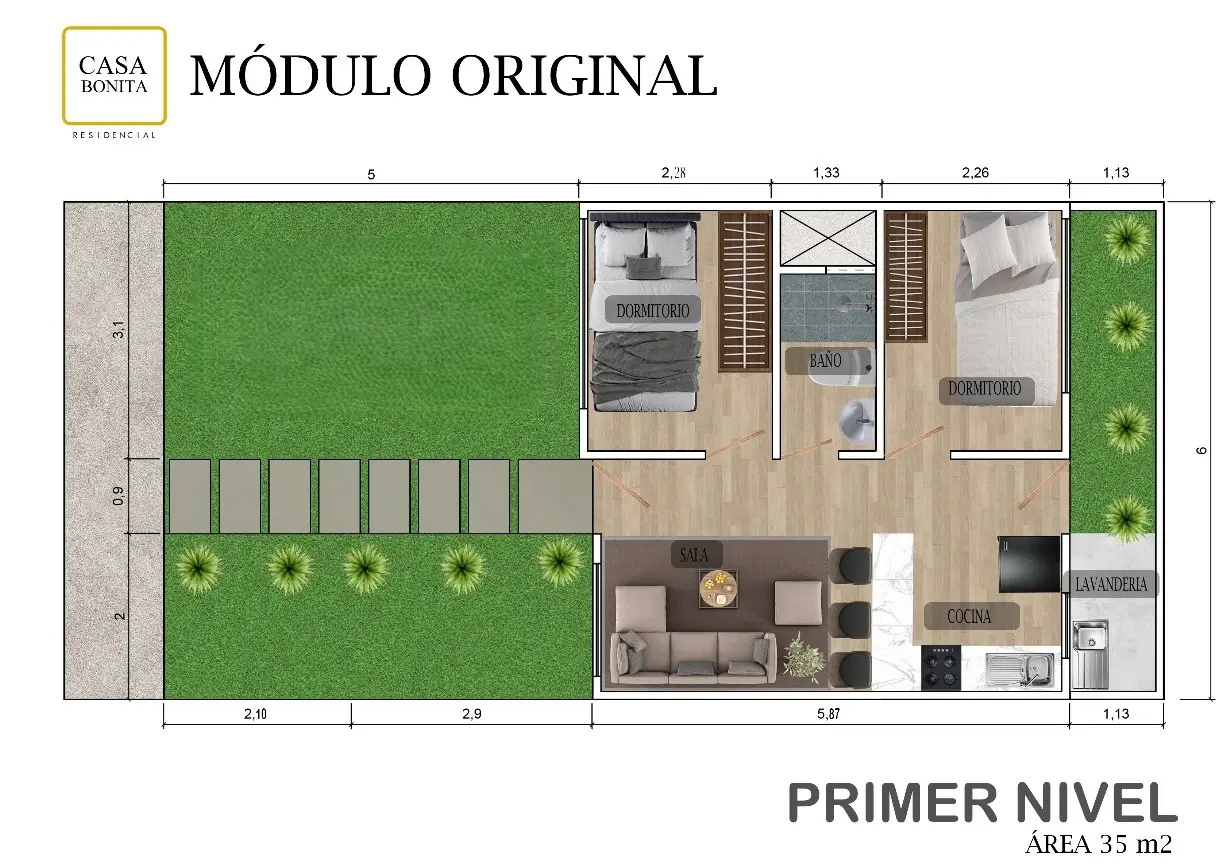 CASA
BONITA
RESIDENCIAL
MÓDULO ORIGINAL
5
2,28
1,33
2,26
1,13
3,1
0,9
2
6
DORMITORIO
BAÑO
DORMITORIO
SALA
COCINA
LAVANDERIA
2,10
2,9
5,87
1,13
PRIMER NIVEL
ÁREA 35 m2